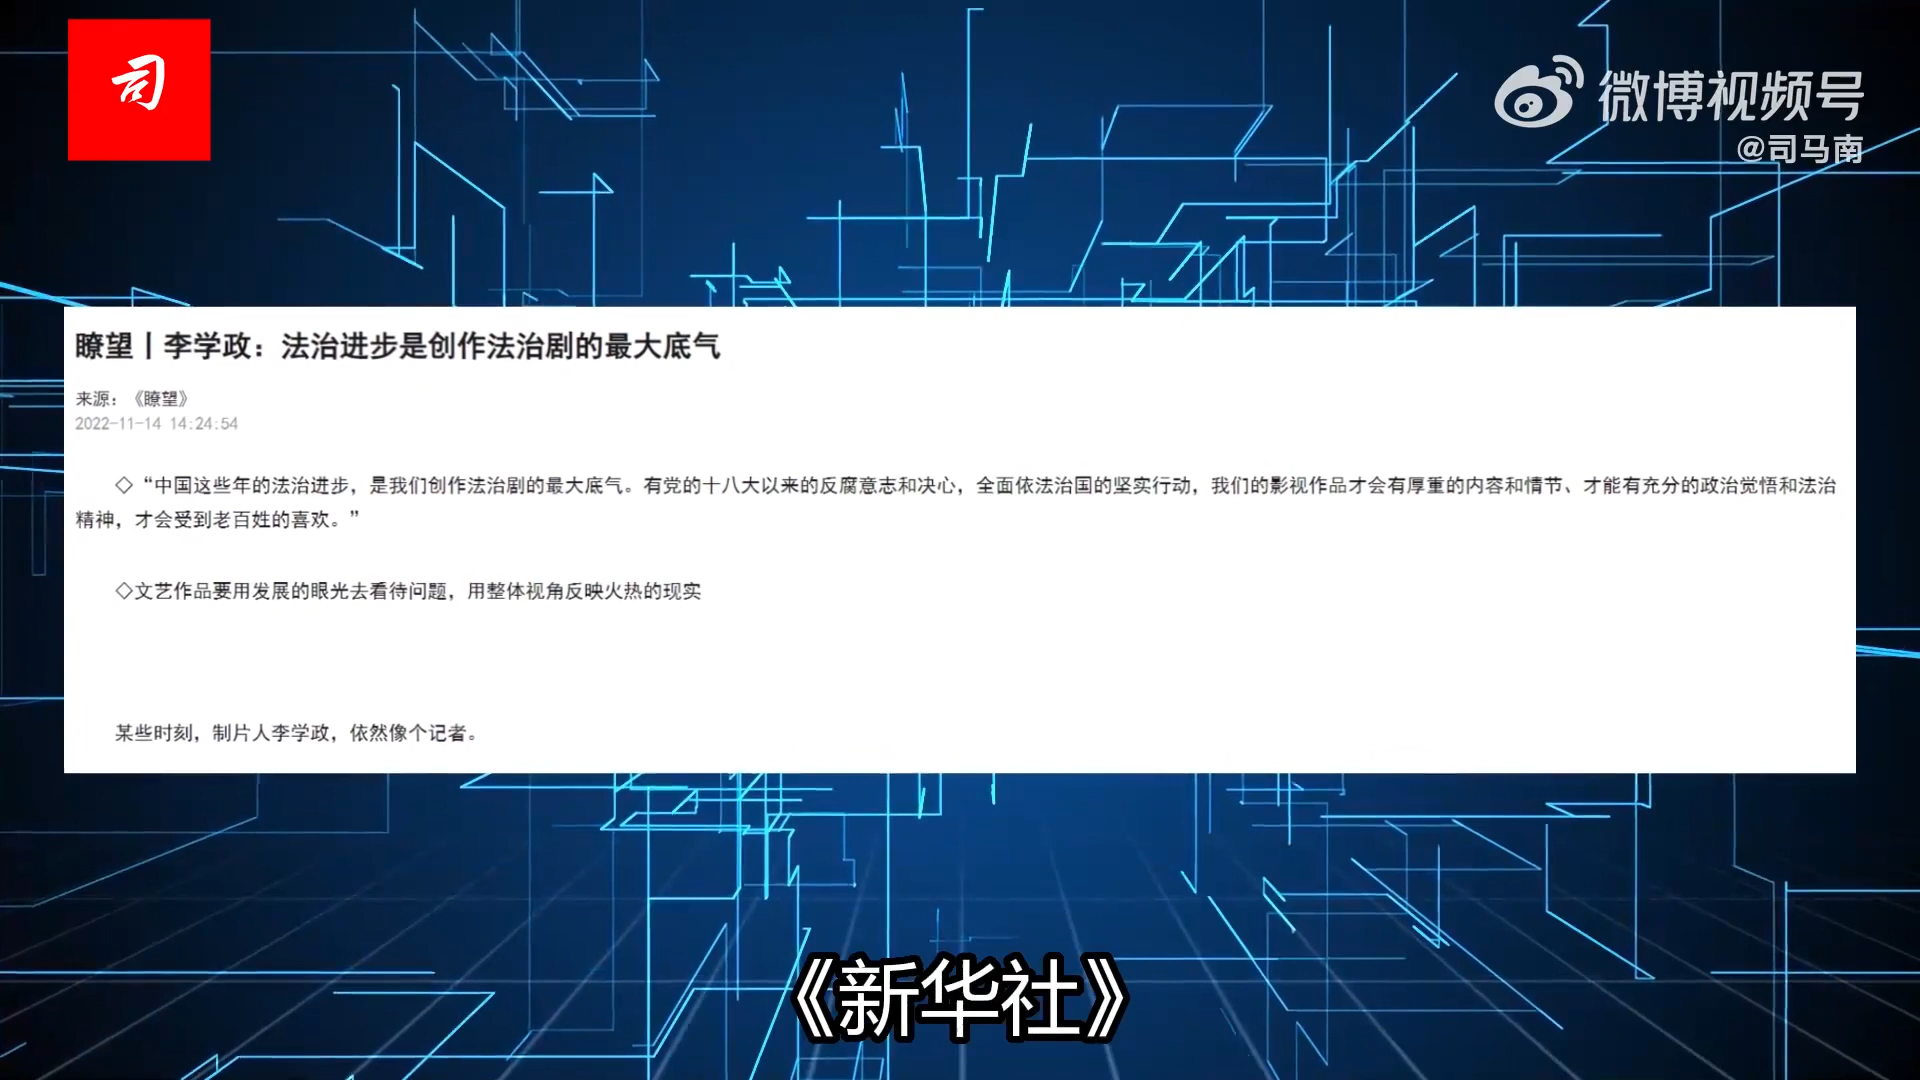 司
微博视频号
@司马南
瞭望丨李学政：法治进步是创作法治剧的最大底气
来源：《瞭望》
2022-11-14 14:24:54
◇“中国这些年的法治进步，是我们创作法治剧的最大底气。有党的十八大以来的反腐意志和决心，全面依法治国的坚实行动，我们的影视作品才会有厚重的内容和情节、才能有充分的政治觉悟和法治
精神，才会受到老百姓的喜欢。”
◇文艺作品要用发展的眼光去看待问题，用整体视角反映火热的现实
某些时刻，制片人李学政，依然像个记者。
《新华社》